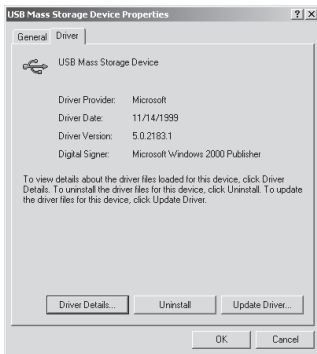 USB Mass Storage Device Properties
General Driver
USB Mass Storage Device
Driver Provider: Microsoft
Driver Date: 11/14/1999
Driver Version: 5.0.2183.1
Digital Signer: Microsoft Windows 2000 Publisher
To view details about the driver files loaded for this device, click Driver
Details. To uninstall the driver files for this device, click Uninstall. To update
the driver files for this device, click Update Driver.
Driver Details... Uninstall Update Driver...
OK Cancel